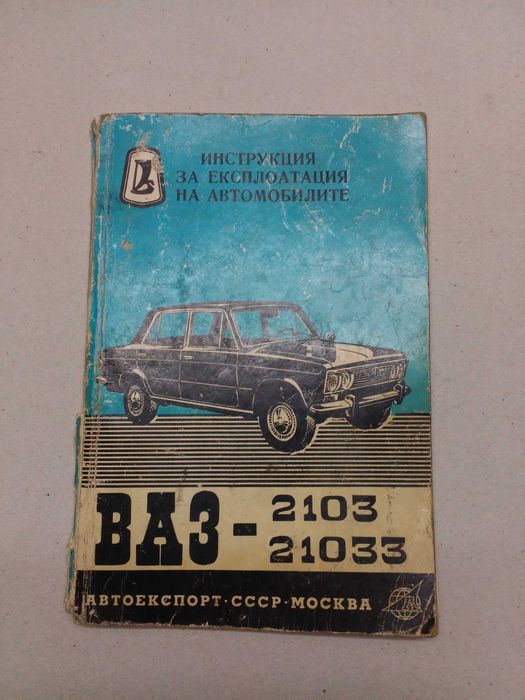 ИНСТРУКЦИЯ
ЗА ЕКСПЛОАТАЦИЯ
НА АВТОМОБИЛИТЕ
ВАЗ-2103
21033
АВТОЕКСПОРТ·СССР·МОСКВА